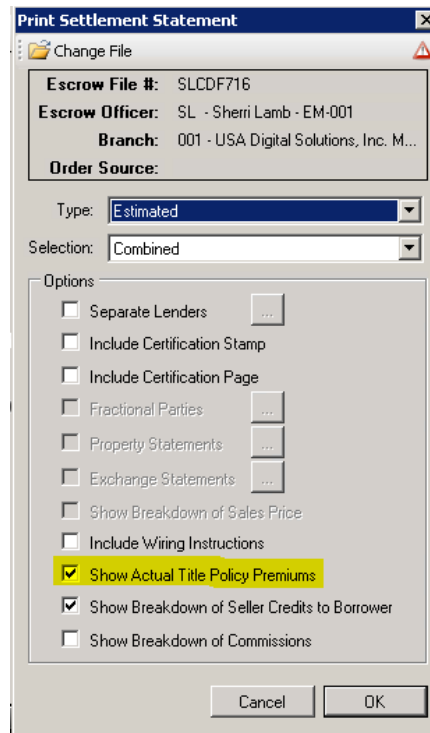 Print Settlement Statement
Change File
Escrow File #: SLCDF716
Escrow Officer: SL - Sherri Lamb - EM-001
Branch: 001 - USA Digital Solutions, Inc. M...
Order Source:
Type: Estimated
Selection: Combined
Options
Separate Lenders ...
Include Certification Stamp
Include Certification Page
Fractional Parties ...
Property Statements ...
Exchange Statements ...
Show Breakdown of Sales Price
Include Wiring Instructions
Show Actual Title Policy Premiums
Show Breakdown of Seller Credits to Borrower
Show Breakdown of Commissions
Cancel OK